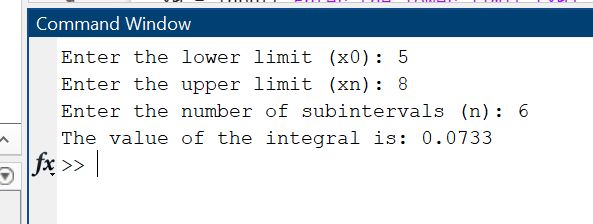 Command Window
Enter the lower limit (x0): 5
Enter the upper limit (xn): 8
Enter the number of subintervals (n): 6
The value of the integral is: 0.0733
fx >>